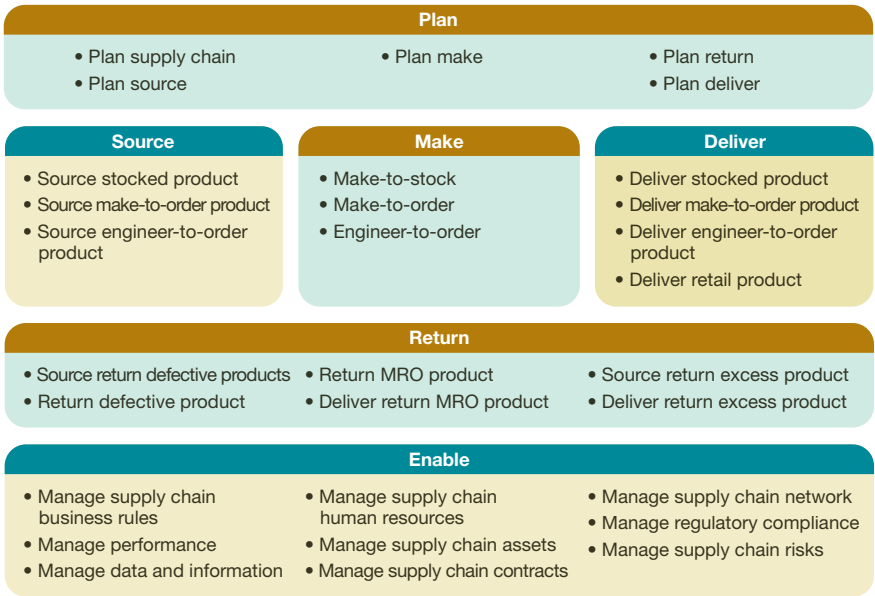 Plan
• Plan supply chain
• Plan source
• Plan make
• Plan return
• Plan deliver
Source
• Source stocked product
• Source make-to-order product
• Source engineer-to-order
product
Make
• Make-to-stock
• Make-to-order
• Engineer-to-order
Deliver
• Deliver stocked product
• Deliver make-to-order product
• Deliver engineer-to-order
product
• Deliver retail product
Return
• Source return defective products
• Return defective product
• Return MRO product
• Deliver return MRO product
• Source return excess product
• Deliver return excess product
Enable
• Manage supply chain
business rules
• Manage performance
• Manage data and information
• Manage supply chain
human resources
• Manage supply chain assets
• Manage supply chain contracts
• Manage supply chain network
• Manage regulatory compliance
• Manage supply chain risks